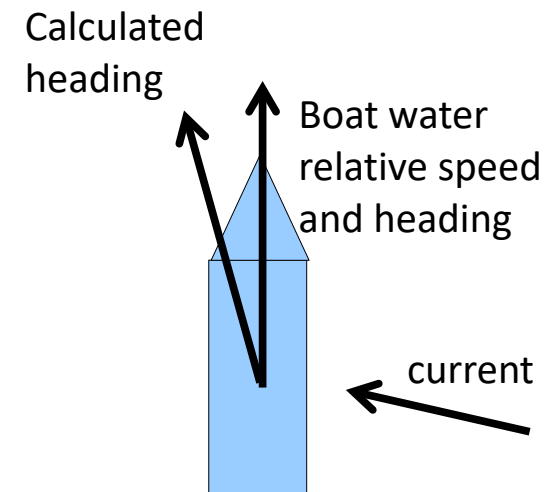 Calculated
heading
Boat water
relative speed
and heading
current